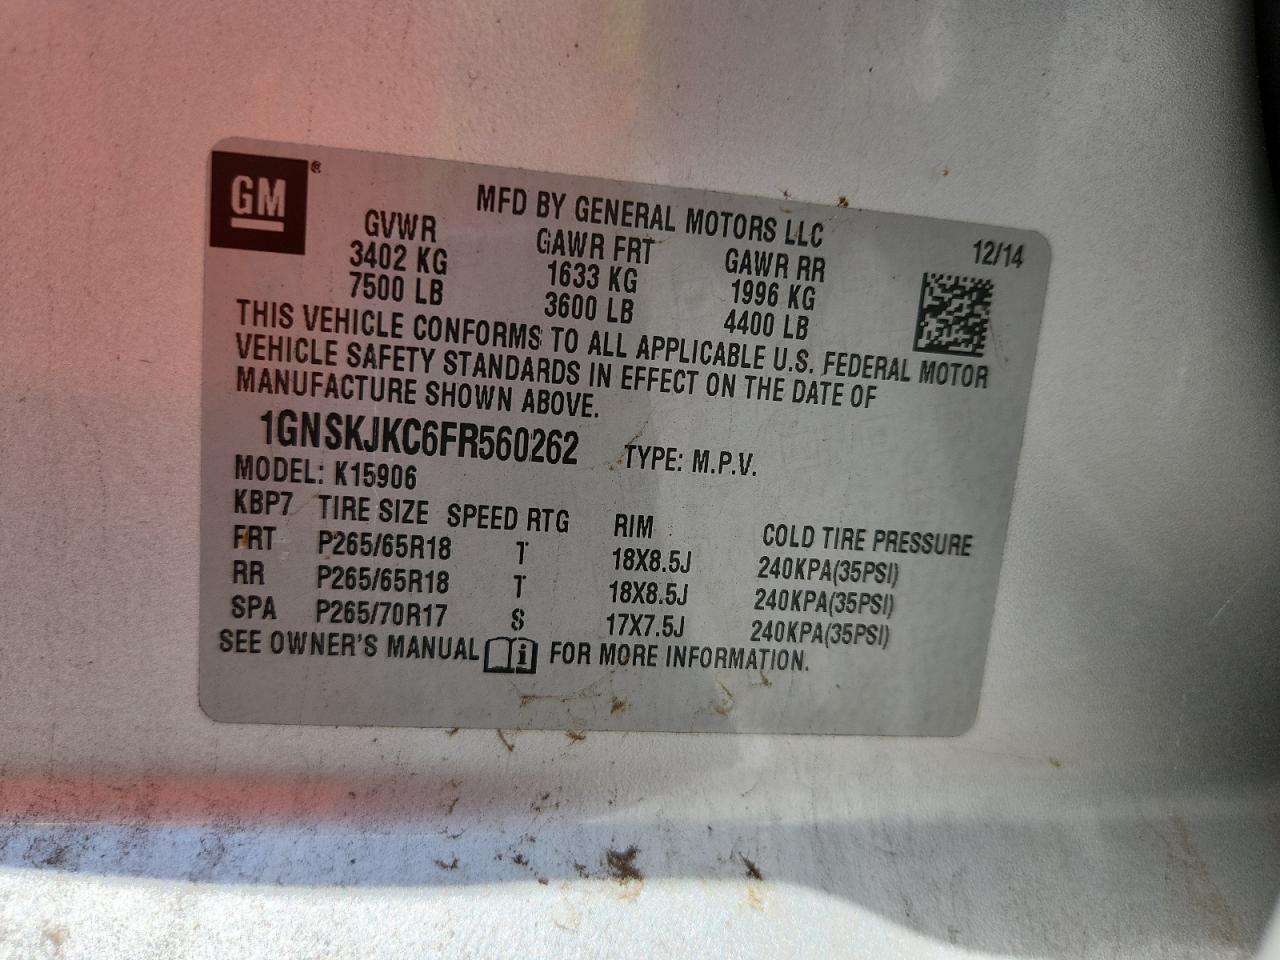 GM ®
MFD BY GENERAL MOTORS LLC
12/14
GVWR GAWR FRT GAWR RR
3402 KG 1633 KG 1996 KG
7500 LB 3600 LB 4400 LB
THIS VEHICLE CONFORMS TO ALL APPLICABLE U.S. FEDERAL MOTOR
VEHICLE SAFETY STANDARDS IN EFFECT ON THE DATE OF
MANUFACTURE SHOWN ABOVE.
1GNSKJKC6FR560262 TYPE: M.P.V.
MODEL: K15906
KBP7 TIRE SIZE SPEED RTG RIM COLD TIRE PRESSURE
FRT P265/65R18 T 18X8.5J 240KPA(35PSI)
RR P265/65R18 T 18X8.5J 240KPA(35PSI)
SPA P265/70R17 S 17X7.5J 240KPA(35PSI)
SEE OWNER'S MANUAL i FOR MORE INFORMATION.